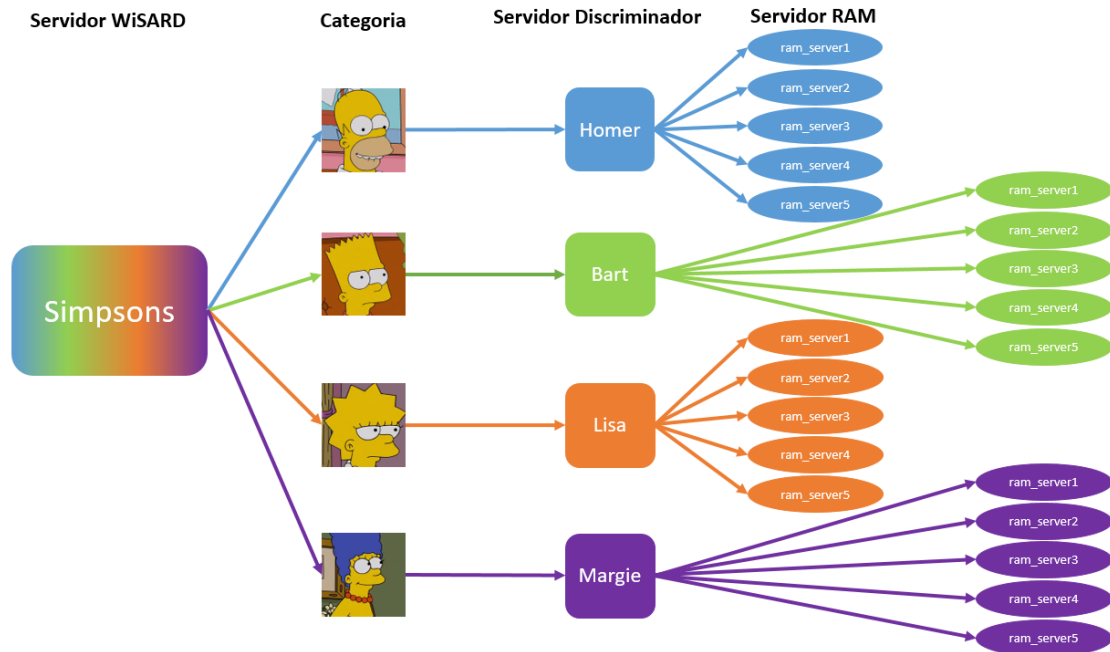 Servidor WiSARD
Categoria
Servidor Discriminador
Servidor RAM
Simpsons
Homer
ram_server1
ram_server2
ram_server3
ram_server4
ram_server5
Bart
ram_server1
ram_server2
ram_server3
ram_server4
ram_server5
Lisa
ram_server1
ram_server2
ram_server3
ram_server4
ram_server5
Margie
ram_server1
ram_server2
ram_server3
ram_server4
ram_server5